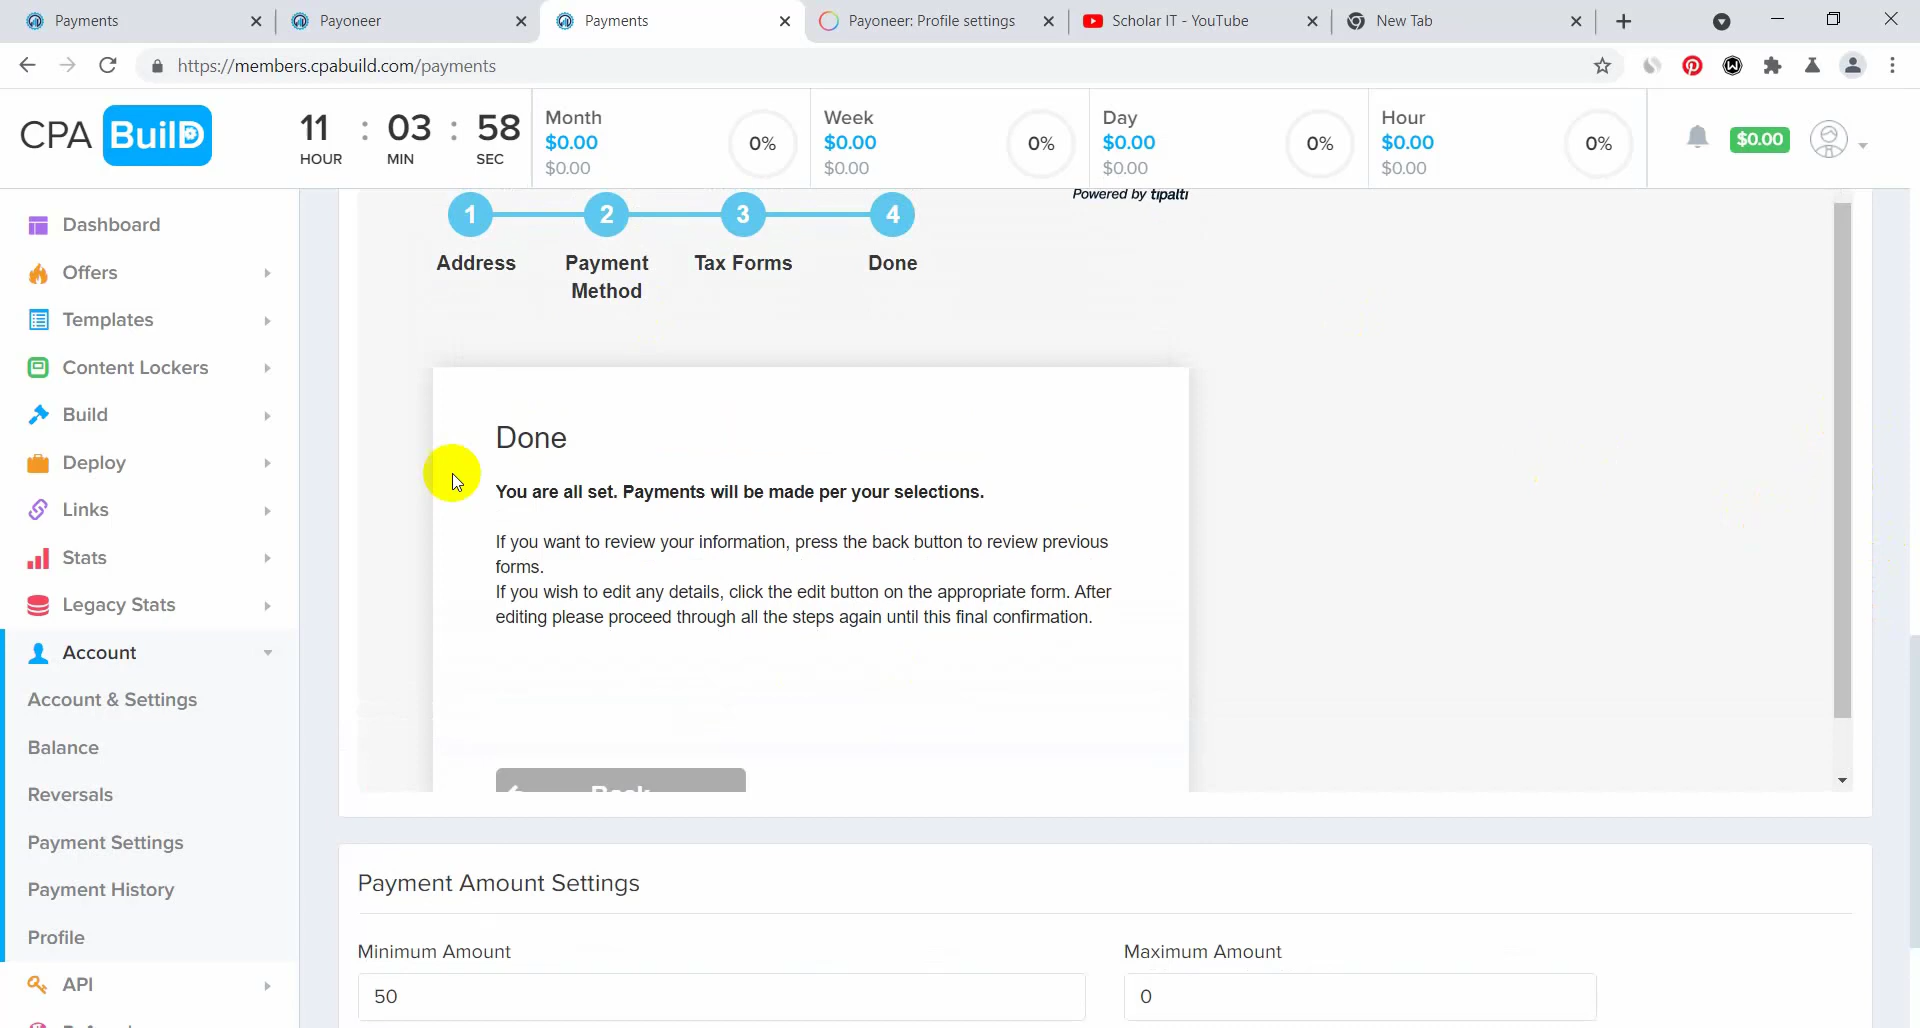 Payments
Payoneer
Payments
Payoneer: Profile settings
Scholar IT - YouTube
New Tab
https://members.cpabuild.com/payments
CPA BuilD
11 : 03 : 58
HOUR MIN SEC
Month
$0.00
$0.00
0%
Week
$0.00
$0.00
0%
Day
$0.00
$0.00
0%
Hour
$0.00
$0.00
0%
$0.00
Dashboard
Offers
Templates
Content Lockers
Build
Deploy
Links
Stats
Legacy Stats
Account
Account & Settings
Balance
Reversals
Payment Settings
Payment History
Profile
API
Powered by tipalti
1 2 3 4
Address
Payment
Method
Tax Forms
Done
Done
You are all set. Payments will be made per your selections.
If you want to review your information, press the back button to review previous
forms.
If you wish to edit any details, click the edit button on the appropriate form. After
editing please proceed through all the steps again until this final confirmation.
Back
Payment Amount Settings
Minimum Amount
50
Maximum Amount
0